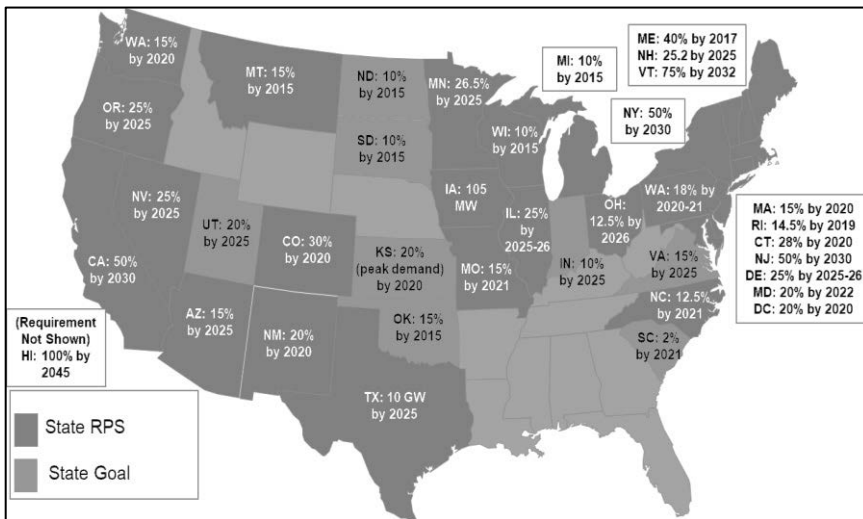 WA: 15%
by 2020
MT: 15%
by 2015
ND: 10%
by 2015
MN: 26.5%
by 2025
MI: 10%
by 2015
ME: 40% by 2017
NH: 25.2 by 2025
VT: 75% by 2032
OR: 25%
by 2025
SD: 10%
by 2015
WI: 10%
by 2015
NY: 50%
by 2030
NV: 25%
by 2025
UT: 20%
by 2025
CO: 30%
by 2020
KS: 20%
(peak demand)
by 2020
IA: 105
MW
IL: 25%
by
2025-26
IN: 10%
by 2025
OH:
12.5% by
2026
WA: 18% by
2020-21
MA: 15% by 2020
RI: 14.5% by 2019
CT: 28% by 2020
NJ: 50% by 2030
DE: 25% by 2025-26
MD: 20% by 2022
DC: 20% by 2020
CA: 50%
by 2030
MO: 15%
by 2021
VA: 15%
by 2025
NC: 12.5%
by 2021
AZ: 15%
by 2025
NM: 20%
by 2020
OK: 15%
by 2015
SC: 2%
by 2021
(Requirement
Not Shown)
HI: 100% by
2045
TX: 10 GW
by 2025
State RPS
State Goal